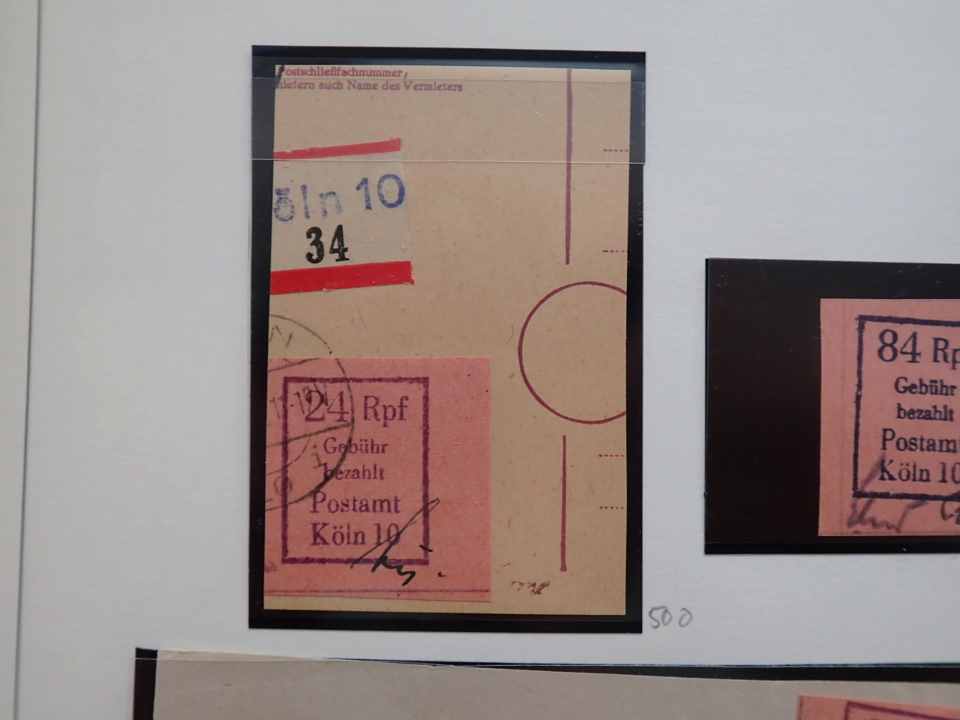 Postschließfachnummer,
liefern auch Name des Vermieters
öln 10
34
24 Rpf
Gebühr
bezahlt
Postamt
Köln 10
500
84 Rp
Gebühr
bezahlt
Postamt
Köln 10